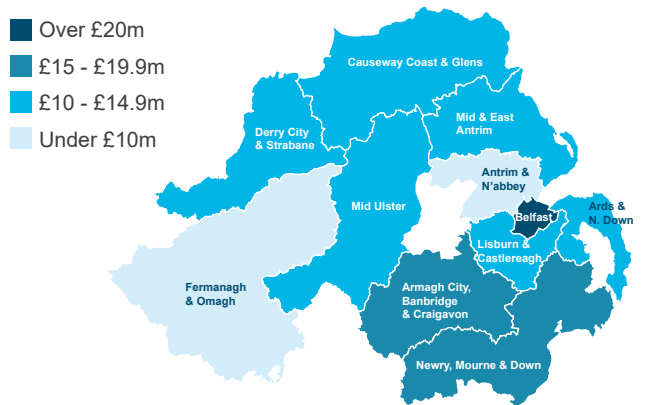 Over £20m
£15 - £19.9m
£10 - £14.9m
Under £10m
Causeway Coast & Glens
Mid & East
Antrim
Derry City
& Strabane
Antrim &
N'abbey
Mid Ulster
Belfast
Ards &
N. Down
Lisburn &
Castlereagh
Fermanagh
& Omagh
Armagh City,
Banbridge
& Craigavon
Newry, Mourne & Down